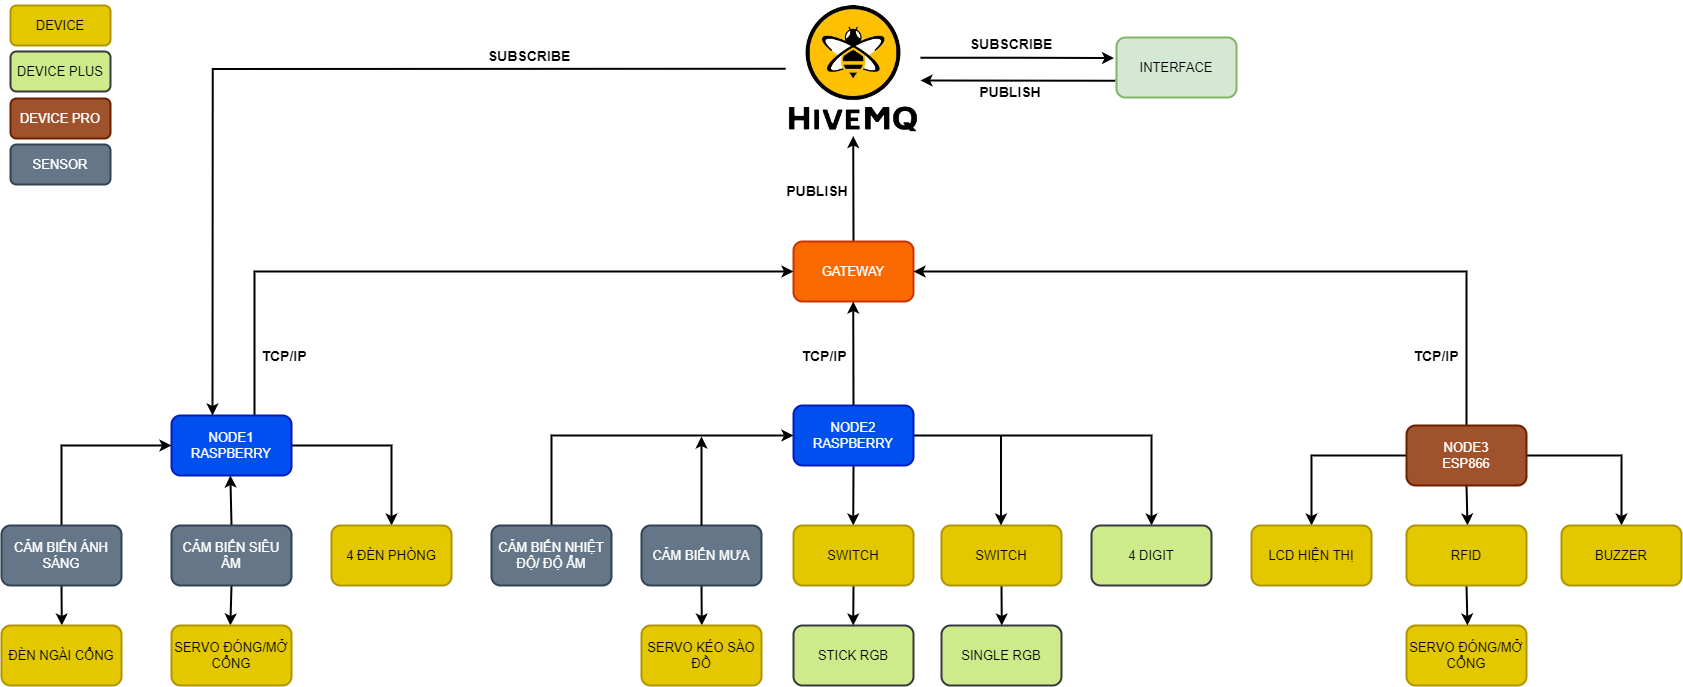 DEVICE
DEVICE PLUS
DEVICE PRO
SENSOR
SUBSCRIBE
HIVEMQ
SUBSCRIBE
PUBLISH
INTERFACE
PUBLISH
GATEWAY
TCP/IP
TCP/IP
TCP/IP
NODE1
RASPBERRY
NODE2
RASPBERRY
NODE3
ESP866
CẢM BIẾN ÁNH
SÁNG
CẢM BIẾN SIÊU
ÂM
4 ĐÈN PHÒNG
CẢM BIẾN NHIỆT
ĐỘ/ ĐỘ ẨM
CẢM BIẾN MƯA
SWITCH
SWITCH
4 DIGIT
LCD HIỆN THỊ
RFID
BUZZER
ĐÈN NGÀI CỔNG
SERVO ĐÓNG/MỞ
CỔNG
SERVO KÉO SÀO
ĐỒ
STICK RGB
SINGLE RGB
SERVO ĐÓNG/MỞ
CỔNG